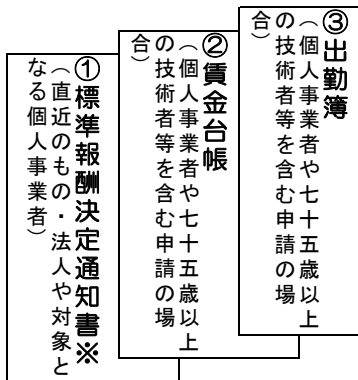 ③出勤簿
（個人事業者や七十五歳以上
の技術者等を含む申請の場
合）
②賃金台帳
（個人事業者や七十五歳以上
の技術者等を含む申請の場
合）
①標準報酬決定通知書※
（直近のもの・法人や対象と
なる個人事業者）